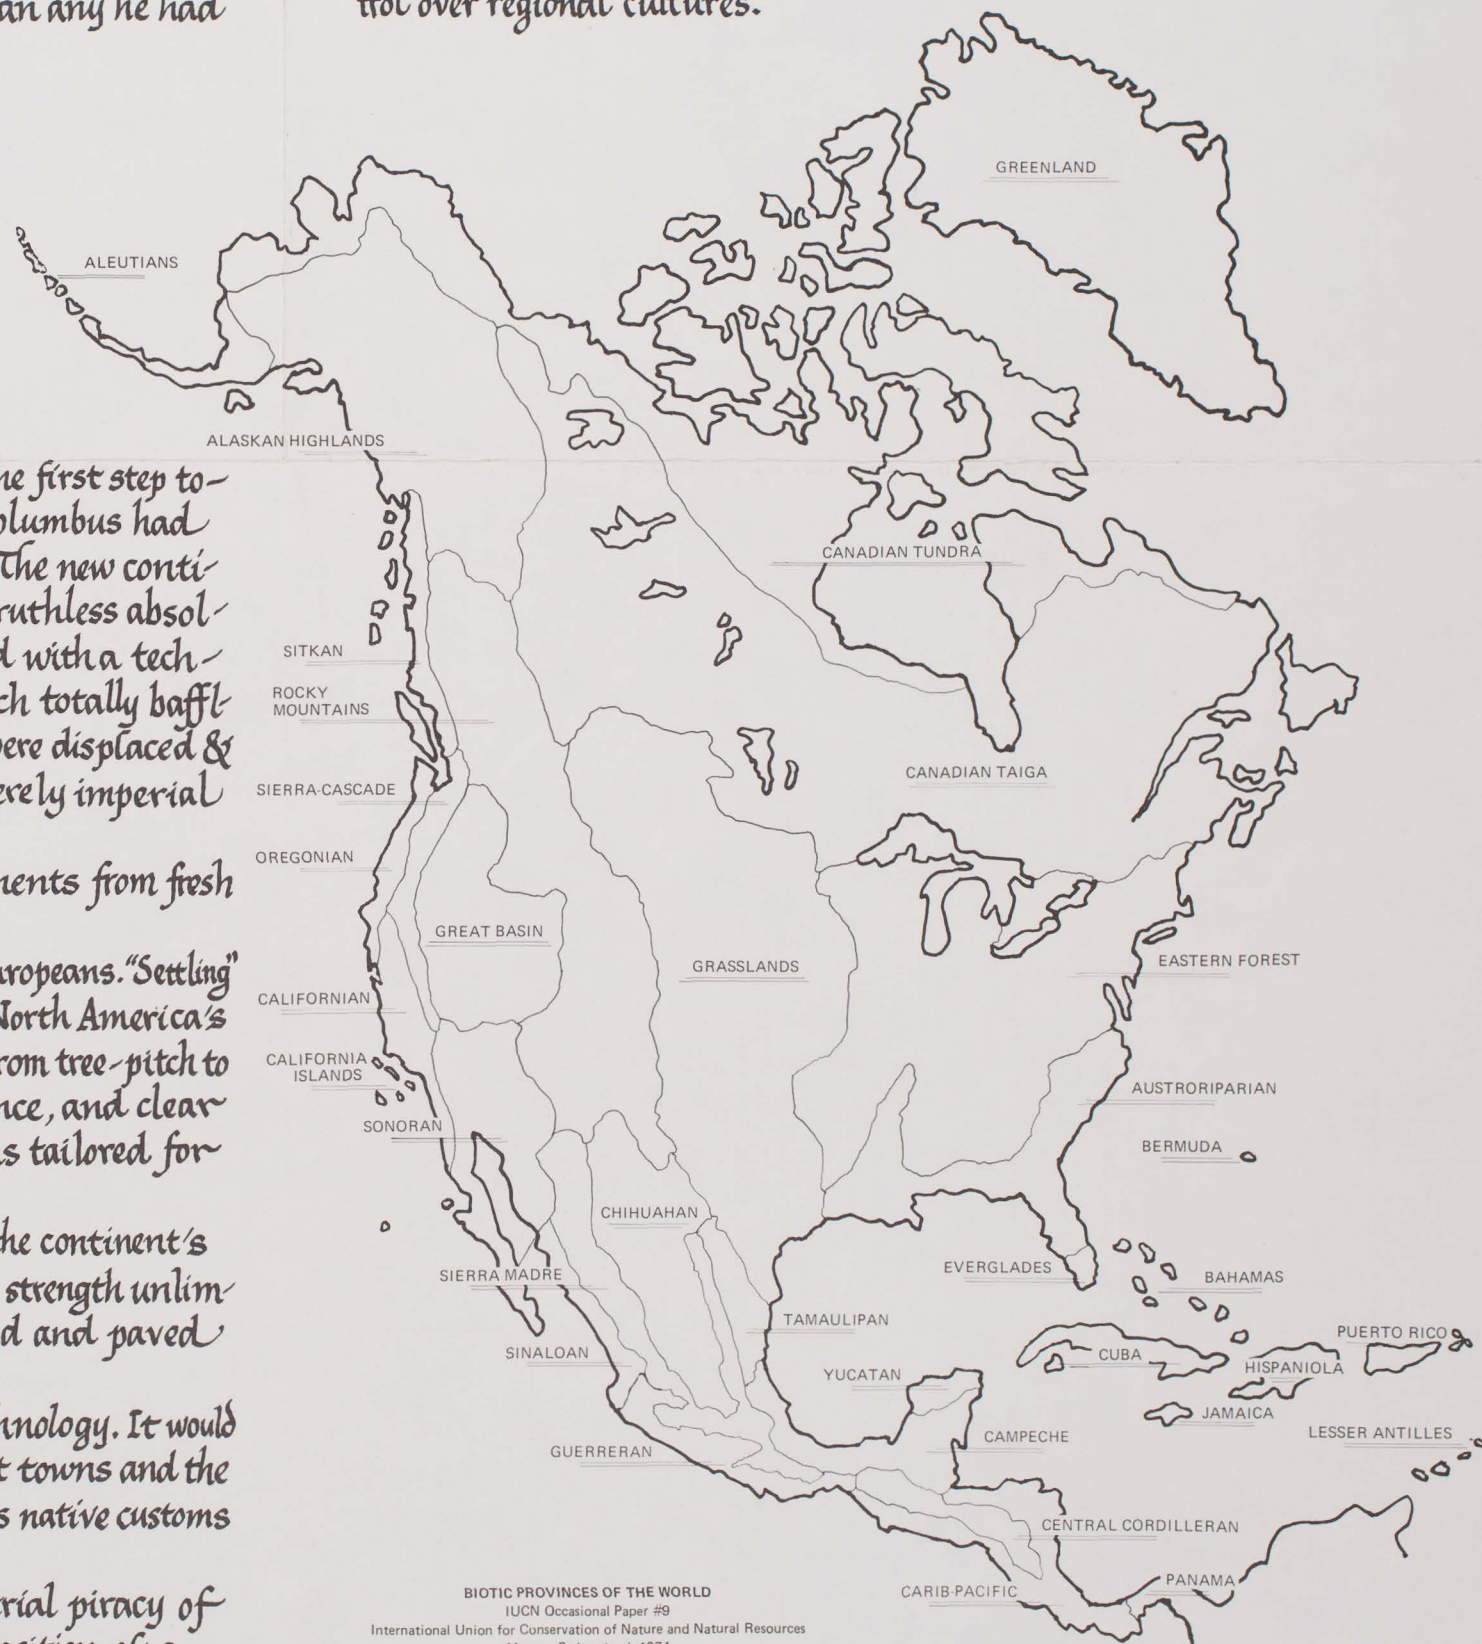 an any he had
trol over regional cultures.
GREENLAND
ALEUTIANS
ALASKAN HIGHLANDS
CANADIAN TUNDRA
SITKAN
ROCKY
MOUNTAINS
SIERRA-CASCADE
CANADIAN TAIGA
OREGONIAN
GREAT BASIN
GRASSLANDS
EASTERN FOREST
CALIFORNIAN
CALIFORNIA
ISLANDS
SONORAN
AUSTRORIPARIAN
BERMUDA
CHIHUAHAN
SIERRA MADRE
EVERGLADES
BAHAMAS
TAMAULIPAN
SINALOAN
YUCATAN
CUBA
PUERTO RICO
HISPANIOLA
JAMAICA
GUERRERAN
CAMPECHE
LESSER ANTILLES
CENTRAL CORDILLERAN
CARIB-PACIFIC
PANAMA
he first step to-
olumbus had
The new conti-
ruthless absol-
d with a tech-
ch totally baffl-
ere displaced &
erely imperial
nents from fresh
uropeans. "Settling"
North America's
rom tree-pitch to
nce, and clear
s tailored for
he continent's
strength unlim-
d and paved
hnology. It would
t towns and the
s native customs
rial piracy of
BIOTIC PROVINCES OF THE WORLD
IUCN Occasional Paper #9
International Union for Conservation of Nature and Natural Resources